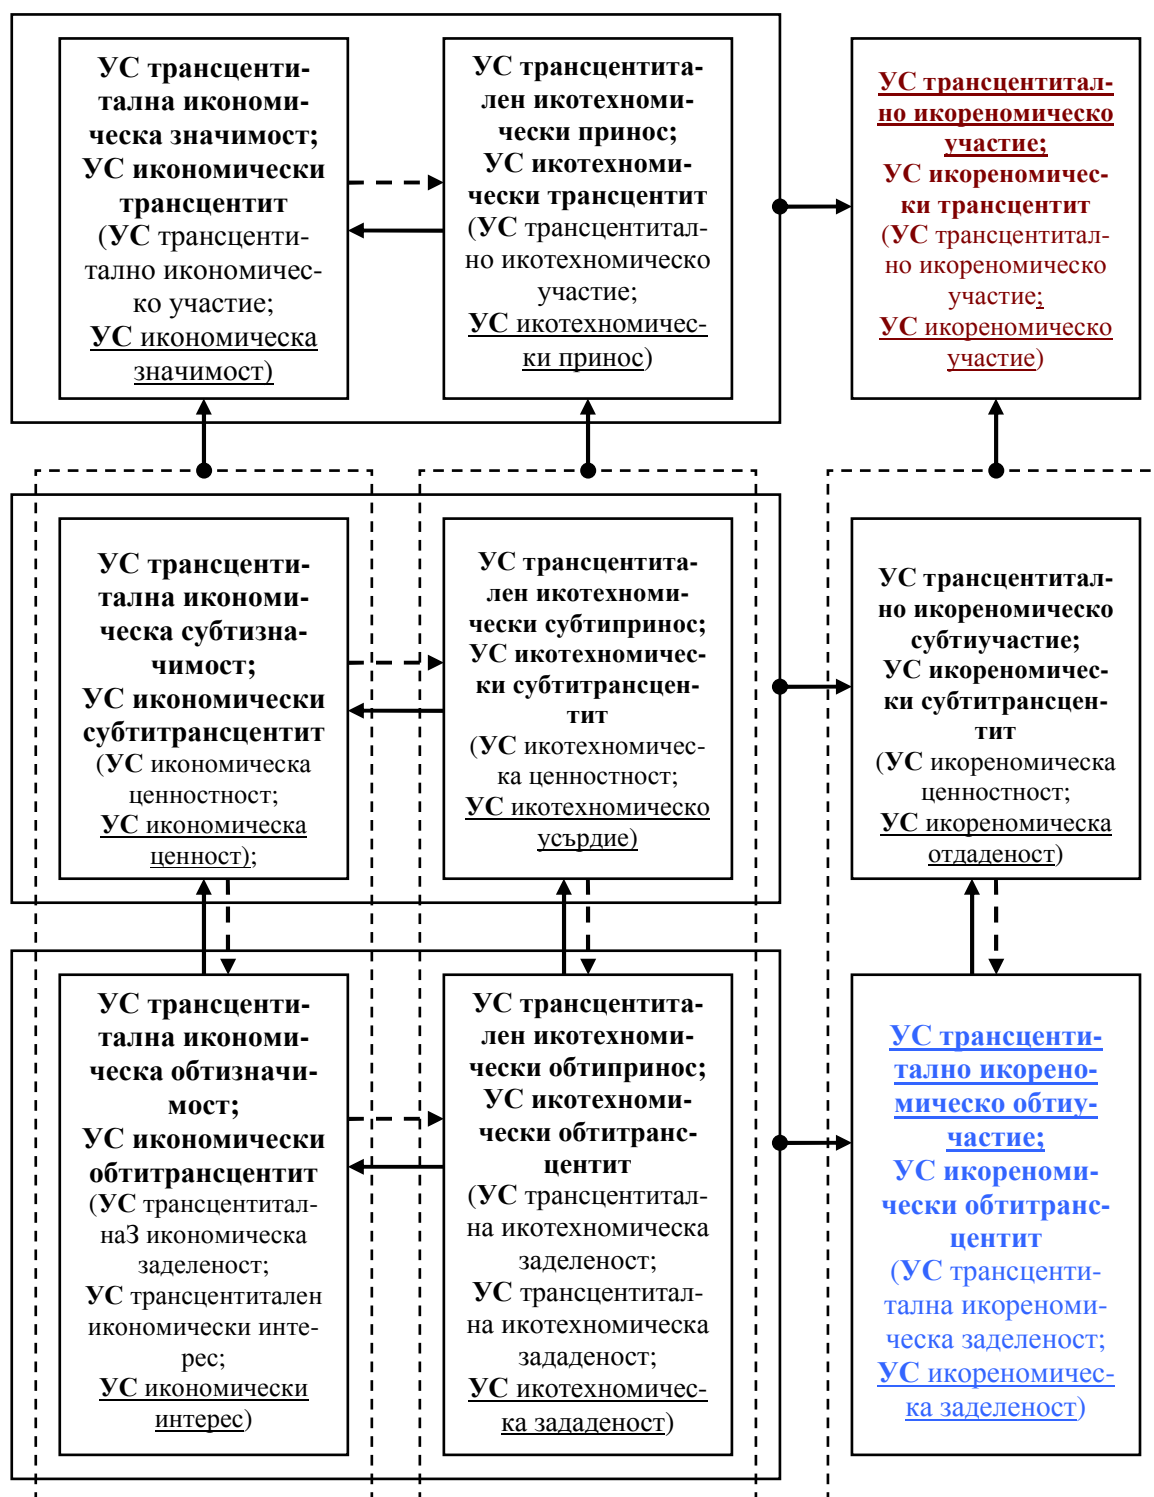 УС трансценти-
тална икономи-
ческа значимост;
УС икономически
трансцентит
(УС трансценти-
тално икономичес-
ко участие;
УС икономическа
значимост)
УС трансцентита-
лен икотехноми-
чески принос;
УС икотехноми-
чески трансцентит
(УС трансцентитал-
но икотехномическо
участие;
УС икотехномичес-
ки принос)
УС трансцентитал-
но икореномическо
участие;
УС икореномичес-
ки трансцентит
(УС трансцентитал-
но икореномическо
участие;
УС икореномическо
участие)
УС трансценти-
тална икономи-
ческа субтизна-
чимост;
УС икономически
субтитрансцентит
(УС икономическа
ценностност;
УС икономическа
ценност);
УС трансцентита-
лен икотехноми-
чески субтипринос;
УС икотехномичес-
ки субтитрансцен-
тит
(УС икотехномичес-
ка ценностност;
УС икотехномическо
усърдие)
УС трансцентитал-
но икореномическо
субтиучастие;
УС икореномичес-
ки субтитрансцен-
тит
(УС икореномическа
ценностност;
УС икореномическа
отдаденост)
УС трансценти-
тална икономи-
ческа обтизначи-
мост;
УС икономически
обтитрансцентит
(УС трансцентитал-
наЗ икономическа
заделеност;
УС трансцентитален
икономически инте-
рес;
УС икономически
интерес)
УС трансцентита-
лен икотехноми-
чески обтипринос;
УС икотехноми-
чески обтитранс-
центит
(УС трансцентитал-
на икотехномическа
заделеност;
УС трансцентитал-
на икотехномическа
зададеност;
УС икотехномичес-
ка зададеност)
УС трансценти-
тално икорено-
мическо обтиу-
частие;
УС икореноми-
чески обтитранс-
центит
(УС трансценти-
тална икореноми-
ческа заделеност;
УС икореномичес-
ка заделеност)